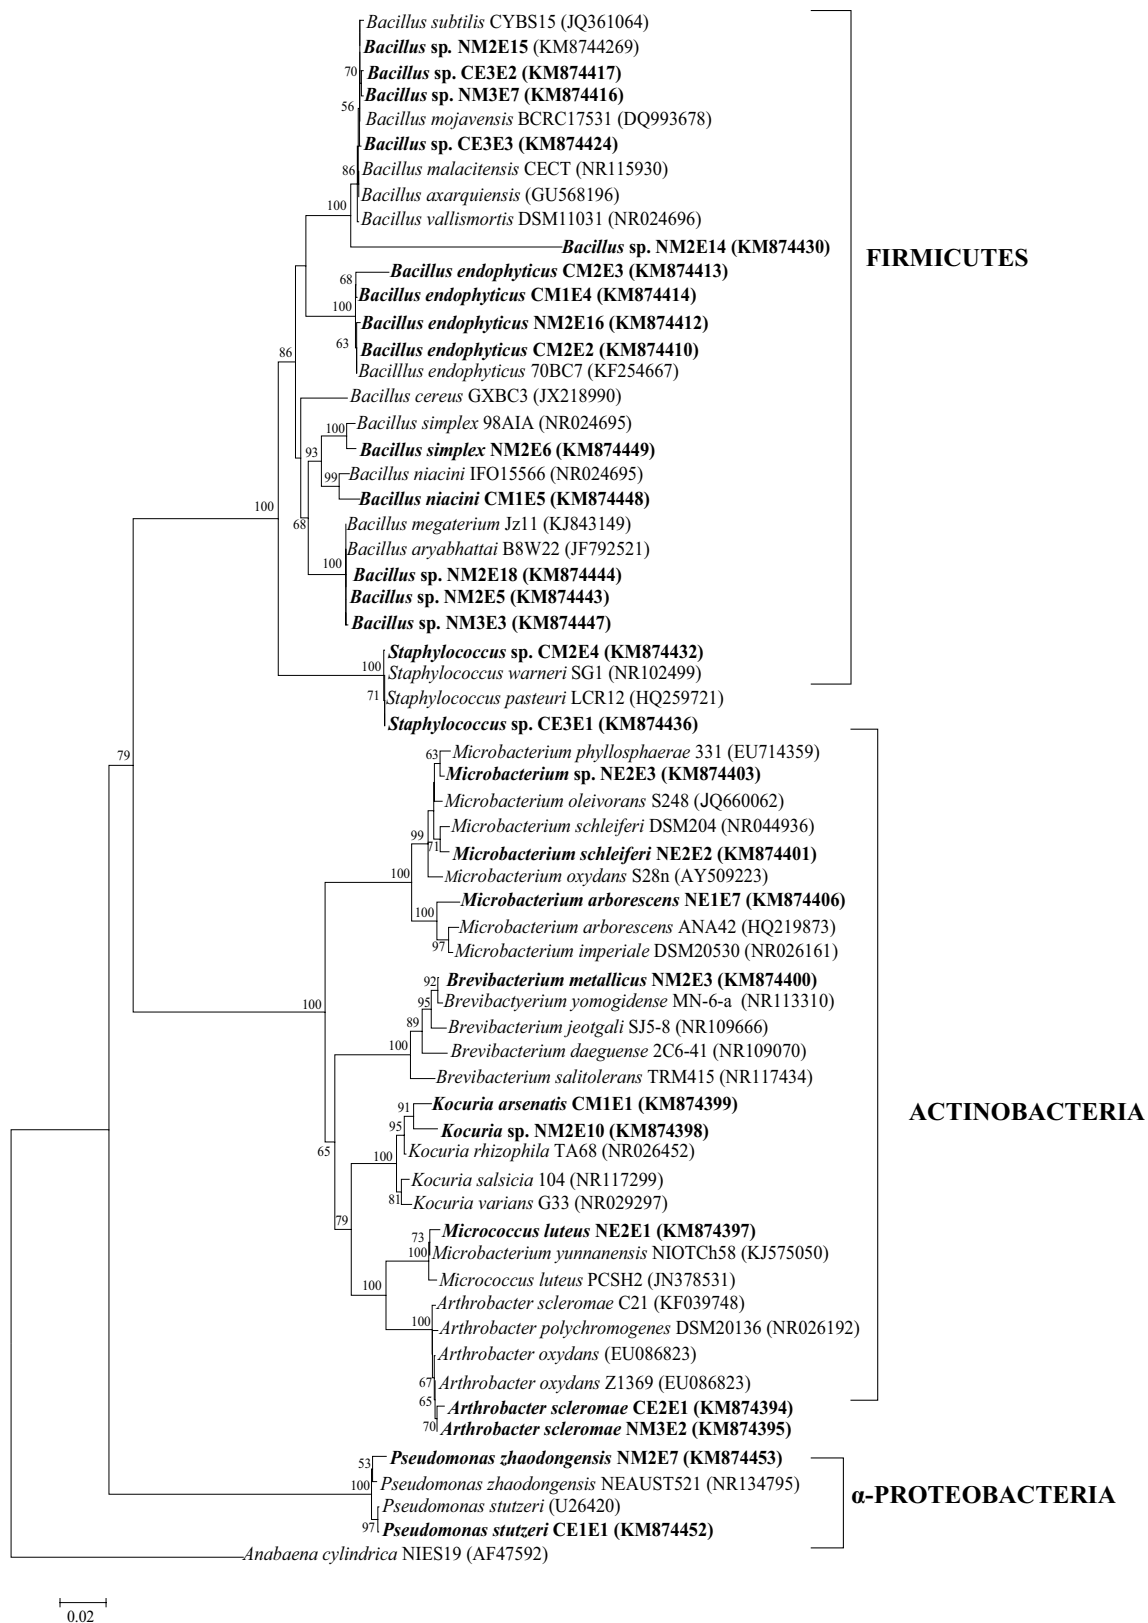 Bacillus subtilis CYBS15 (JQ361064)
Bacillus sp. NM2E15 (KM8744269)
70
Bacillus sp. CE3E2 (KM874417)
Bacillus sp. NM3E7 (KM874416)
56
Bacillus mojavensis BCRC17531 (DQ993678)
Bacillus sp. CE3E3 (KM874424)
86
Bacillus malacitensis CECT (NR115930)
Bacillus axarquiensis (GU568196)
100
Bacillus vallismortis DSM11031 (NR024696)
Bacillus sp. NM2E14 (KM874430)
FIRMICUTES
68
Bacillus endophyticus CM2E3 (KM874413)
Bacillus endophyticus CM1E4 (KM874414)
100
Bacillus endophyticus NM2E16 (KM874412)
63
Bacillus endophyticus CM2E2 (KM874410)
86
Bacilllus endophyticus 70BC7 (KF254667)
Bacillus cereus GXBC3 (JX218990)
Bacillus simplex 98AIA (NR024695)
100
93
Bacillus simplex NM2E6 (KM874449)
Bacillus niacini IFO15566 (NR024695)
99
Bacillus niacini CM1E5 (KM874448)
100
68
Bacillus megaterium Jz11 (KJ843149)
Bacillus aryabhattai B8W22 (JF792521)
100
Bacillus sp. NM2E18 (KM874444)
Bacillus sp. NM2E5 (KM874443)
Bacillus sp. NM3E3 (KM874447)
Staphylococcus sp. CM2E4 (KM874432)
100
Staphylococcus warneri SG1 (NR102499)
71
Staphylococcus pasteuri LCR12 (HQ259721)
Staphylococcus sp. CE3E1 (KM874436)
79
63
Microbacterium phyllosphaerae 331 (EU714359)
Microbacterium sp. NE2E3 (KM874403)
Microbacterium oleivorans S248 (JQ660062)
99
Microbacterium schleiferi DSM204 (NR044936)
71
Microbacterium schleiferi NE2E2 (KM874401)
100
Microbacterium oxydans S28n (AY509223)
Microbacterium arborescens NE1E7 (KM874406)
100
Microbacterium arborescens ANA42 (HQ219873)
97
Microbacterium imperiale DSM20530 (NR026161)
92
Brevibacterium metallicus NM2E3 (KM874400)
95
Brevibactyerium yomogidense MN-6-a (NR113310)
100
89
Brevibacterium jeotgali SJ5-8 (NR109666)
100
Brevibacterium daeguense 2C6-41 (NR109070)
Brevibacterium salitolerans TRM415 (NR117434)
91
Kocuria arsenatis CM1E1 (KM874399)
ACTINOBACTERIA
95
Kocuria sp. NM2E10 (KM874398)
65
Kocuria rhizophila TA68 (NR026452)
100
Kocuria salsicia 104 (NR117299)
81
Kocuria varians G33 (NR029297)
79
Micrococcus luteus NE2E1 (KM874397)
73
100
Microbacterium yunnanensis NIOTCh58 (KJ575050)
100
Micrococcus luteus PCSH2 (JN378531)
Arthrobacter scleromae C21 (KF039748)
100
Arthrobacter polychromogenes DSM20136 (NR026192)
Arthrobacter oxydans (EU086823)
67
Arthrobacter oxydans Z1369 (EU086823)
65
Arthrobacter scleromae CE2E1 (KM874394)
70
Arthrobacter scleromae NM3E2 (KM874395)
53
Pseudomonas zhaodongensis NM2E7 (KM874453)
100
Pseudomonas zhaodongensis NEAUST521 (NR134795)
α-PROTEOBACTERIA
Pseudomonas stutzeri (U26420)
97
Pseudomonas stutzeri CE1E1 (KM874452)
Anabaena cylindrica NIES19 (AF47592)
0.02